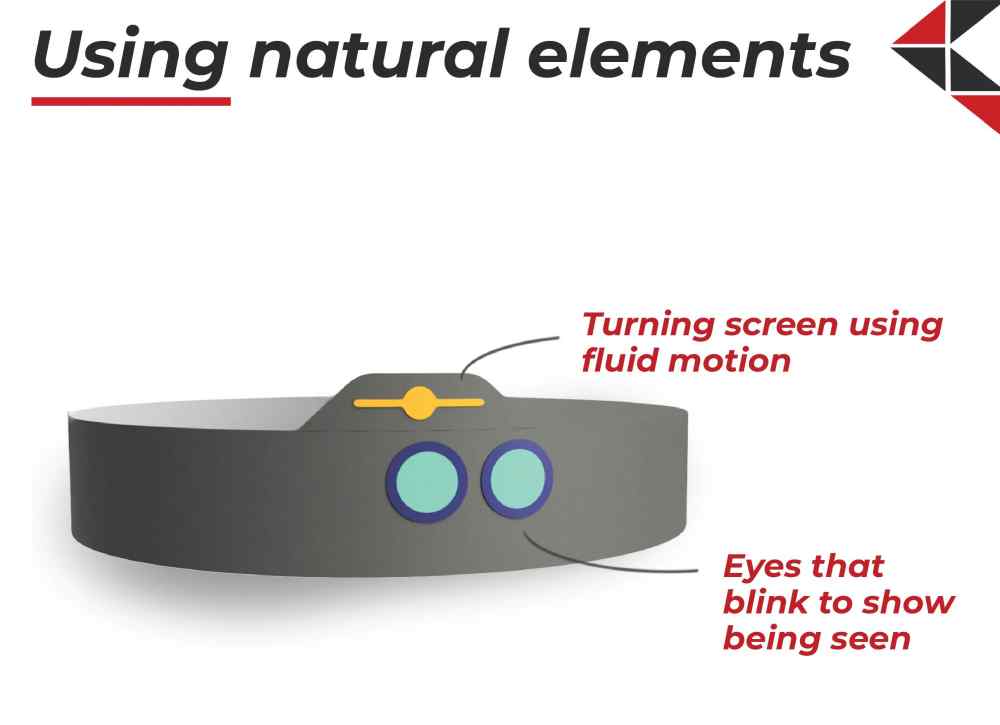 Using natural elements
Turning screen using
fluid motion
Eyes that
blink to show
being seen